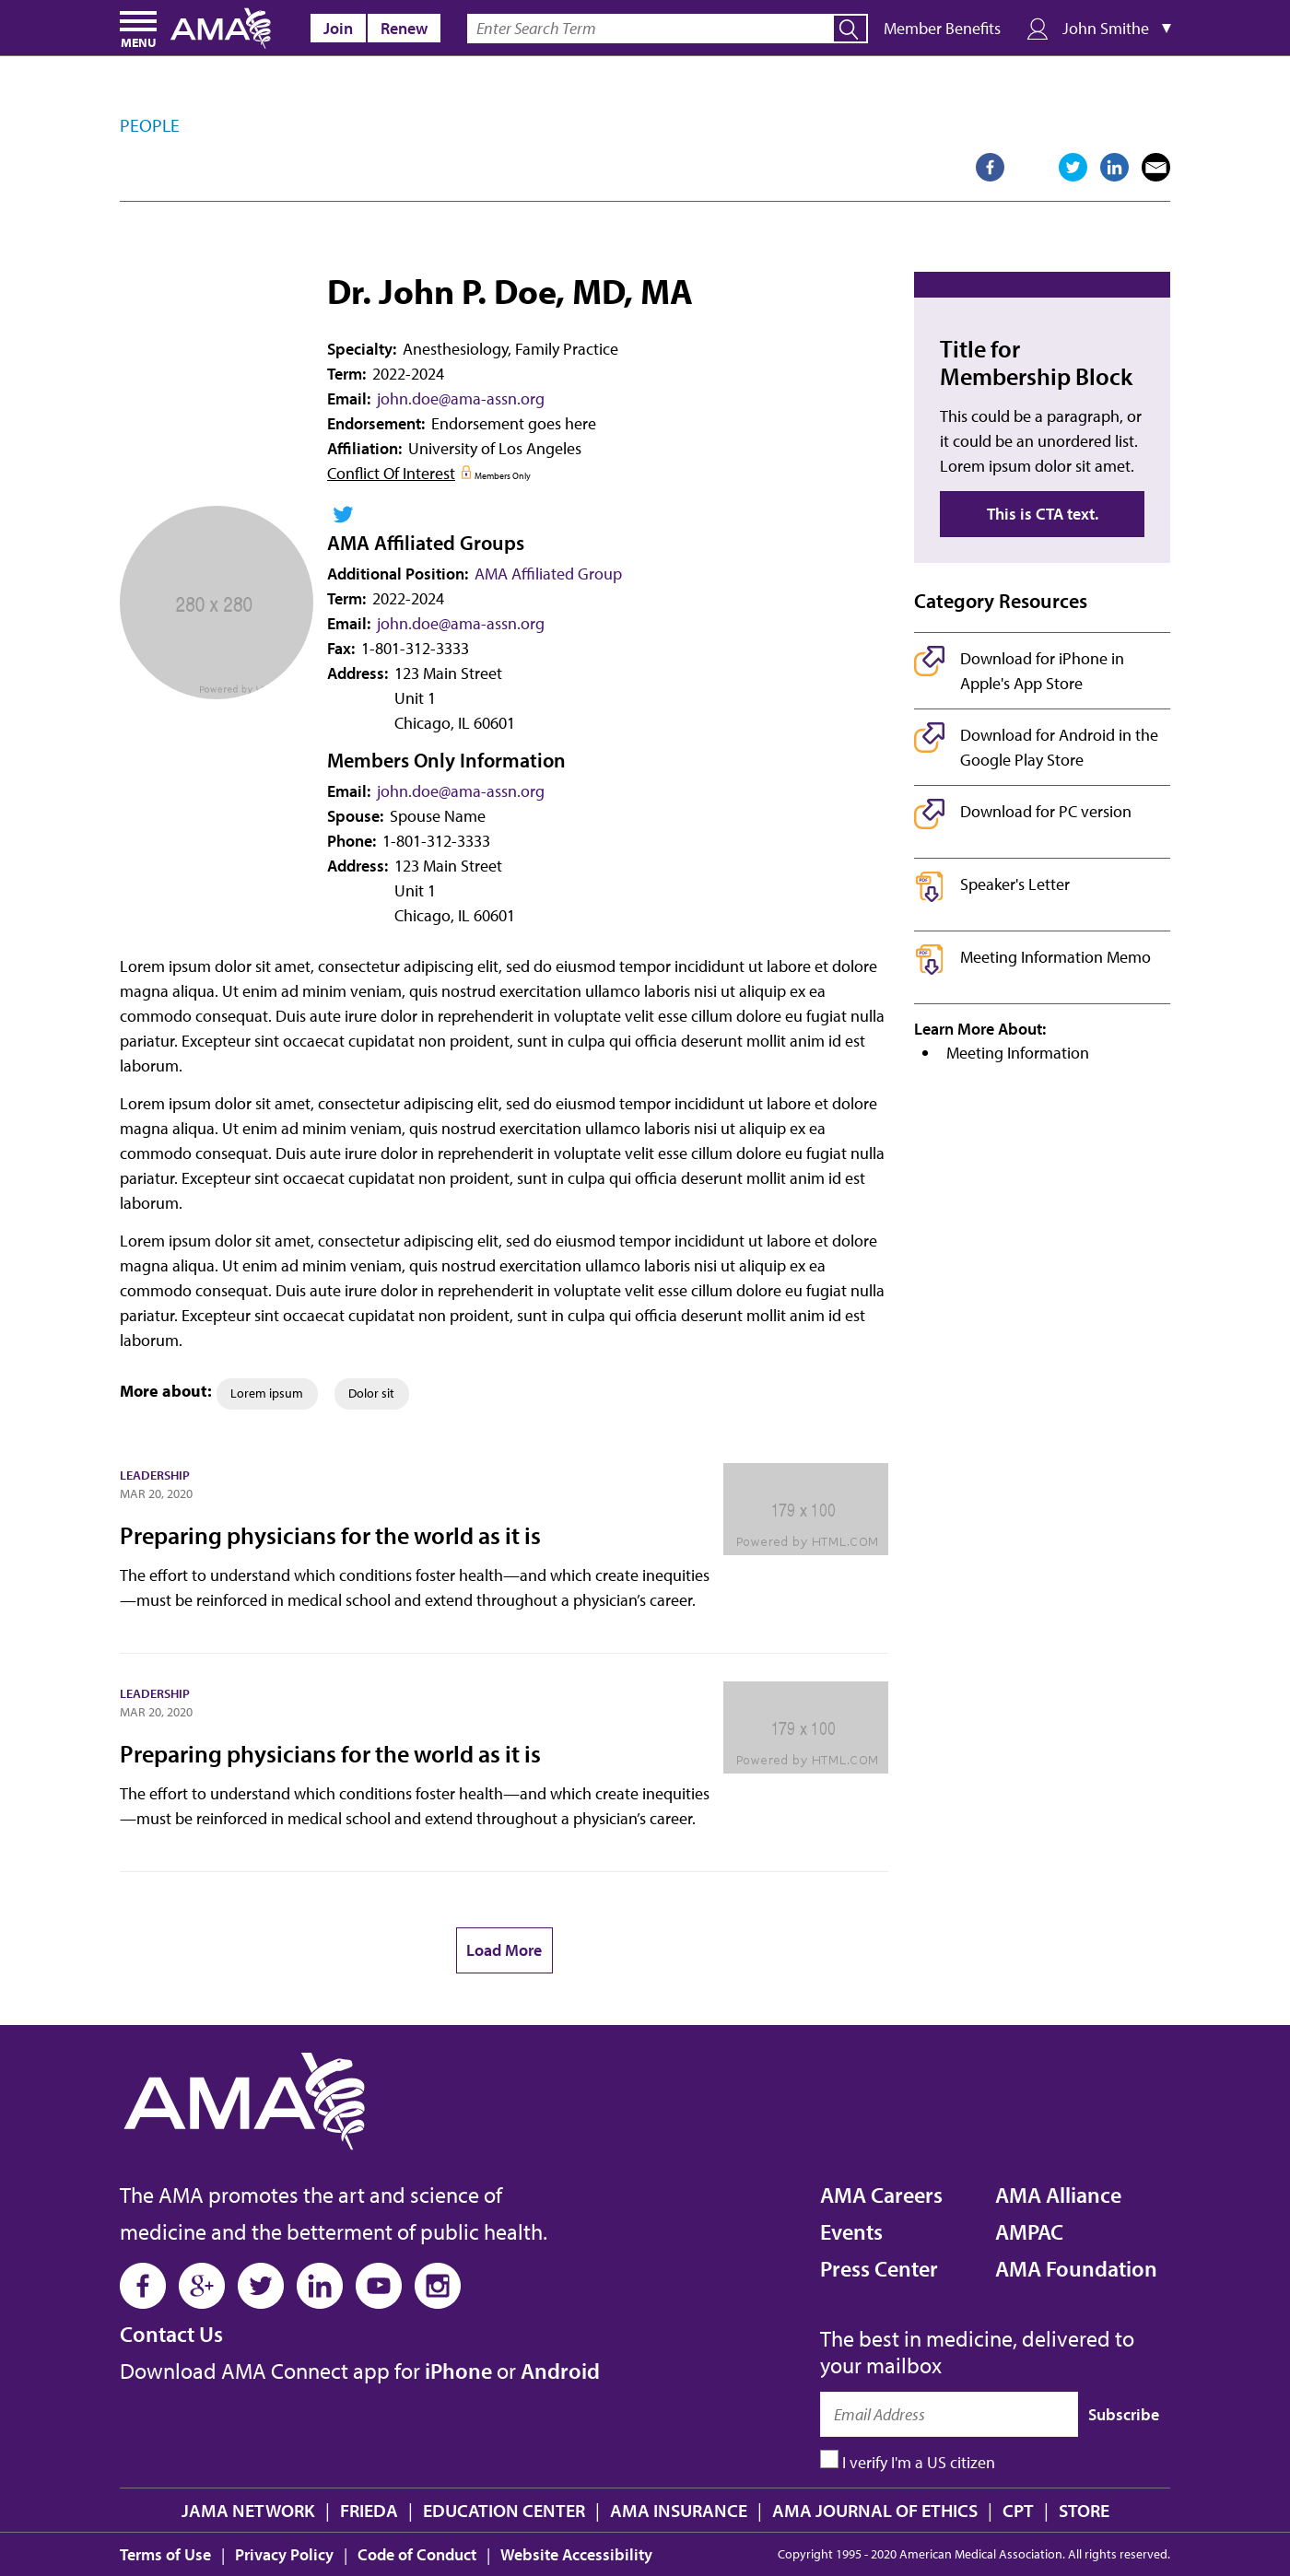 MENU
AMA
Join
Renew
Enter Search Term
Member Benefits
John Smithe ▼
PEOPLE
Dr. John P. Doe, MD, MA
Specialty: Anesthesiology, Family Practice
Term: 2022-2024
Email: john.doe@ama-assn.org
Endorsement: Endorsement goes here
Affiliation: University of Los Angeles
Conflict Of Interest Members Only
280 x 280
Powered by
AMA Affiliated Groups
Additional Position: AMA Affiliated Group
Term: 2022-2024
Email: john.doe@ama-assn.org
Fax: 1-801-312-3333
Address: 123 Main Street
Unit 1
Chicago, IL 60601
Members Only Information
Email: john.doe@ama-assn.org
Spouse: Spouse Name
Phone: 1-801-312-3333
Address: 123 Main Street
Unit 1
Chicago, IL 60601
Lorem ipsum dolor sit amet, consectetur adipiscing elit, sed do eiusmod tempor incididunt ut labore et dolore
magna aliqua. Ut enim ad minim veniam, quis nostrud exercitation ullamco laboris nisi ut aliquip ex ea
commodo consequat. Duis aute irure dolor in reprehenderit in voluptate velit esse cillum dolore eu fugiat nulla
pariatur. Excepteur sint occaecat cupidatat non proident, sunt in culpa qui officia deserunt mollit anim id est
laborum.
Lorem ipsum dolor sit amet, consectetur adipiscing elit, sed do eiusmod tempor incididunt ut labore et dolore
magna aliqua. Ut enim ad minim veniam, quis nostrud exercitation ullamco laboris nisi ut aliquip ex ea
commodo consequat. Duis aute irure dolor in reprehenderit in voluptate velit esse cillum dolore eu fugiat nulla
pariatur. Excepteur sint occaecat cupidatat non proident, sunt in culpa qui officia deserunt mollit anim id est
laborum.
Lorem ipsum dolor sit amet, consectetur adipiscing elit, sed do eiusmod tempor incididunt ut labore et dolore
magna aliqua. Ut enim ad minim veniam, quis nostrud exercitation ullamco laboris nisi ut aliquip ex ea
commodo consequat. Duis aute irure dolor in reprehenderit in voluptate velit esse cillum dolore eu fugiat nulla
pariatur. Excepteur sint occaecat cupidatat non proident, sunt in culpa qui officia deserunt mollit anim id est
laborum.
More about: Lorem ipsum Dolor sit
Title for
Membership Block
This could be a paragraph, or
it could be an unordered list.
Lorem ipsum dolor sit amet.
This is CTA text.
Category Resources
Download for iPhone in
Apple's App Store
Download for Android in the
Google Play Store
Download for PC version
PDF
Speaker's Letter
PDF
Meeting Information Memo
Learn More About:
• Meeting Information
LEADERSHIP
MAR 20, 2020
Preparing physicians for the world as it is
The effort to understand which conditions foster health—and which create inequities
—must be reinforced in medical school and extend throughout a physician’s career.
179 x 100
Powered by HTML.COM
LEADERSHIP
MAR 20, 2020
Preparing physicians for the world as it is
The effort to understand which conditions foster health—and which create inequities
—must be reinforced in medical school and extend throughout a physician’s career.
179 x 100
Powered by HTML.COM
Load More
AMA
The AMA promotes the art and science of
medicine and the betterment of public health.
Contact Us
Download AMA Connect app for iPhone or Android
AMA Careers
Events
Press Center
AMA Alliance
AMPAC
AMA Foundation
The best in medicine, delivered to
your mailbox
Email Address
Subscribe
I verify I'm a US citizen
JAMA NETWORK | FRIEDA | EDUCATION CENTER | AMA INSURANCE | AMA JOURNAL OF ETHICS | CPT | STORE
Terms of Use | Privacy Policy | Code of Conduct | Website Accessibility
Copyright 1995 - 2020 American Medical Association. All rights reserved.